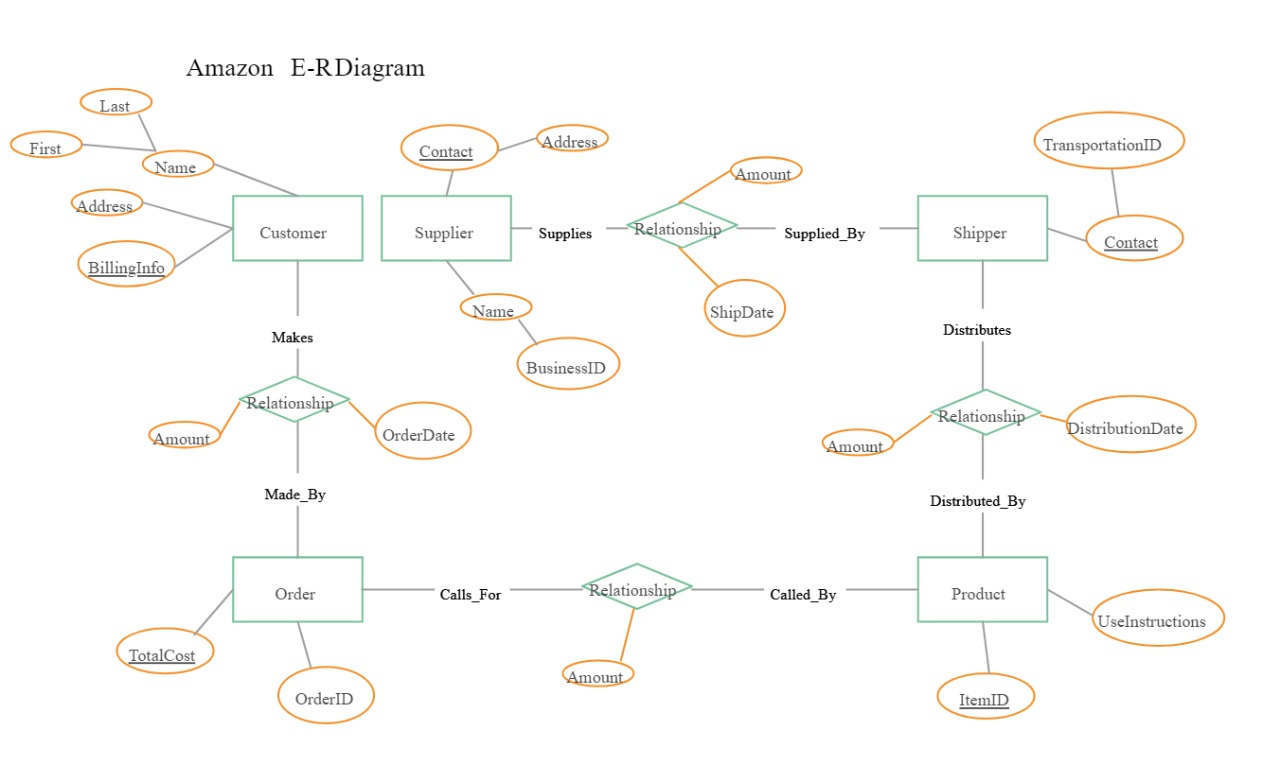 Amazon E-RDiagram
Last
First
Name
Address
BillingInfo
Customer
Contact
Address
Supplier
Name
BusinessID
Supplies
Relationship
Amount
ShipDate
Supplied_By
Shipper
TransportationID
Contact
Makes
Relationship
Amount
OrderDate
Made_By
Distributes
Relationship
Amount
DistributionDate
Distributed_By
Order
TotalCost
OrderID
Calls_For
Relationship
Amount
Called_By
Product
UseInstructions
ItemID